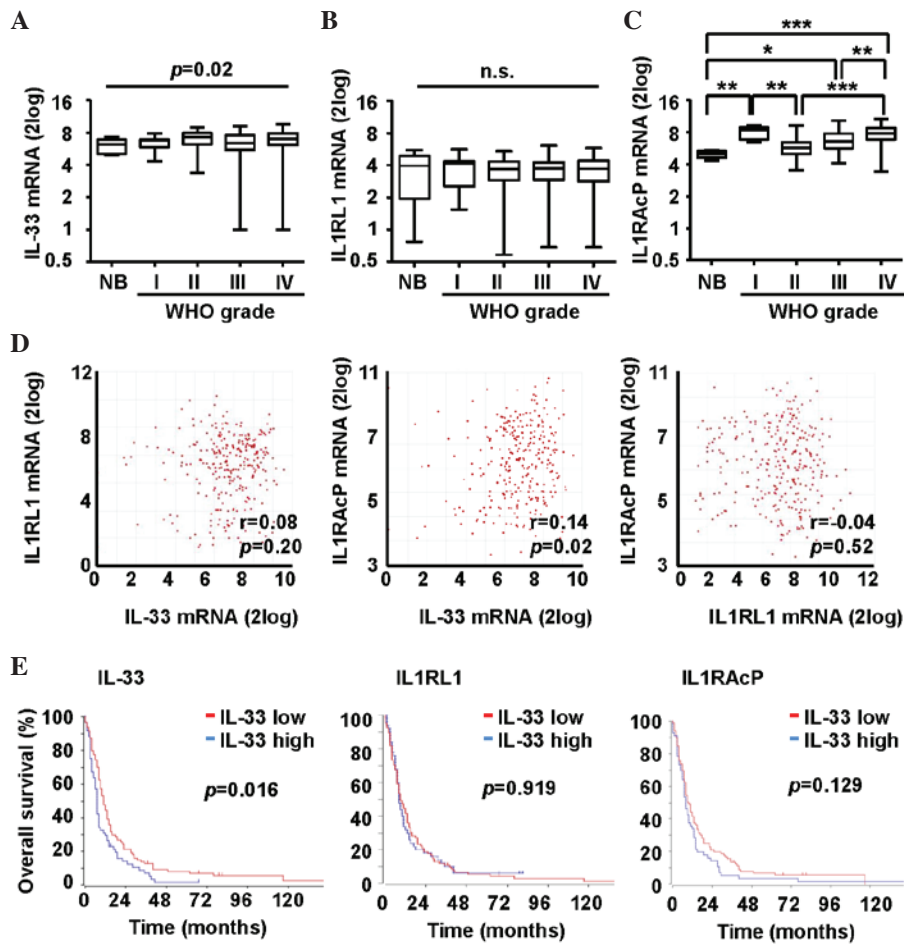 A
B
C
p=0.02
n.s.
***
*
**
**
**
***
IL-33 mRNA (2log)
16
8
4
2
1
0.5
NB
I
II
III
IV
WHO grade
IL1RL1 mRNA (2log)
16
8
4
2
1
0.5
NB
I
II
III
IV
WHO grade
IL1RAcP mRNA (2log)
16
8
4
2
1
0.5
NB
I
II
III
IV
WHO grade
D
IL1RL1 mRNA (2log)
12
8
4
0
r=0.08
p=0.20
0 2 4 6 8 10
IL-33 mRNA (2log)
IL1RAcP mRNA (2log)
11
7
5
3
r=0.14
p=0.02
0 2 4 6 8 10
IL-33 mRNA (2log)
IL1RAcP mRNA (2log)
11
7
5
3
r=-0.04
p=0.52
0 2 4 6 8 10 12
IL1RL1 mRNA (2log)
E
IL-33
Overall survival (%)
100
80
60
40
20
0
IL-33 low
IL-33 high
p=0.016
0 24 48 72 96 120
Time (months)
IL1RL1
100
80
60
40
20
0
IL-33 low
IL-33 high
p=0.919
0 24 48 72 96 120
Time (months)
IL1RAcP
100
80
60
40
20
0
IL-33 low
IL-33 high
p=0.129
0 24 48 72 96 120
Time (months)